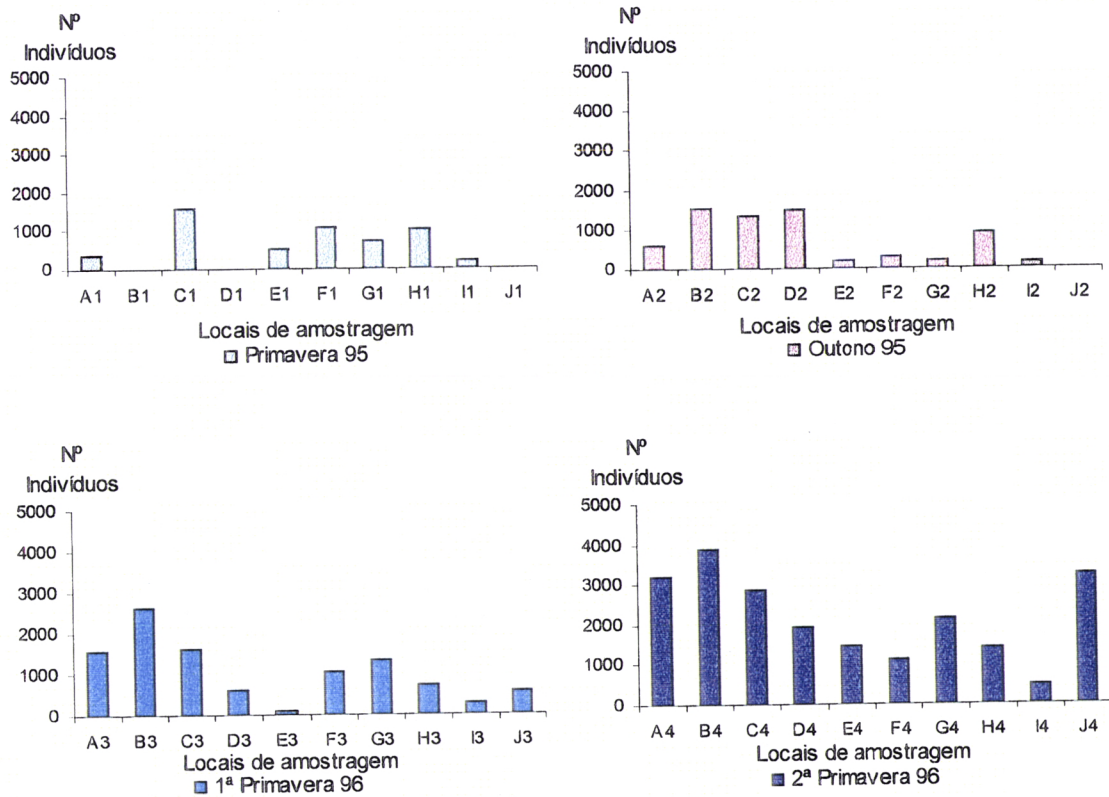 Nº
Indivíduos
5000
4000
3000
2000
1000
0
A1 B1 C1 D1 E1 F1 G1 H1 I1 J1
Locais de amostragem
Primavera 95
Nº
Indivíduos
5000
4000
3000
2000
1000
0
A2 B2 C2 D2 E2 F2 G2 H2 I2 J2
Locais de amostragem
Outono 95
Nº
Indivíduos
5000
4000
3000
2000
1000
0
A3 B3 C3 D3 E3 F3 G3 H3 I3 J3
Locais de amostragem
1ª Primavera 96
Nº
Indivíduos
5000
4000
3000
2000
1000
0
A4 B4 C4 D4 E4 F4 G4 H4 I4 J4
Locais de amostragem
2ª Primavera 96